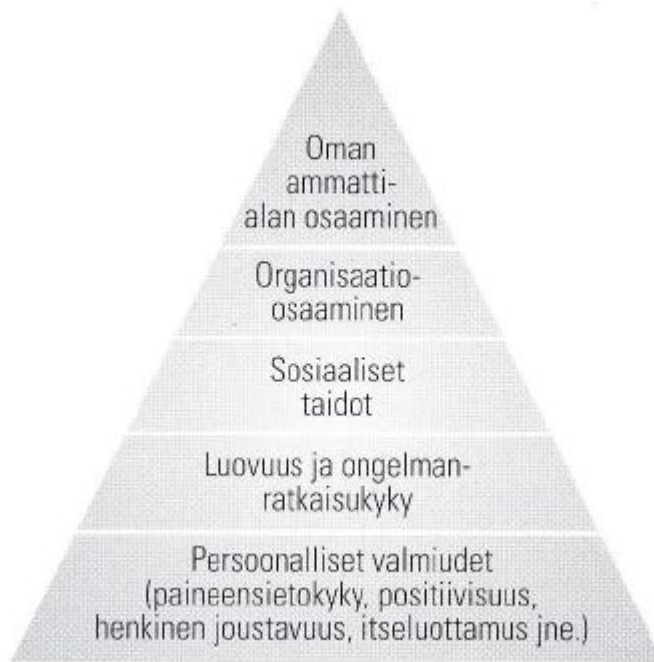 Oman
ammatti-
alan osaaminen
Organisaatio-
osaaminen
Sosiaaliset
taidot
Luovuus ja ongelman-
ratkaisukyky
Persoonalliset valmiudet
(paineensietokyky, positiivisuus,
henkinen joustavuus, itseluottamus jne.)